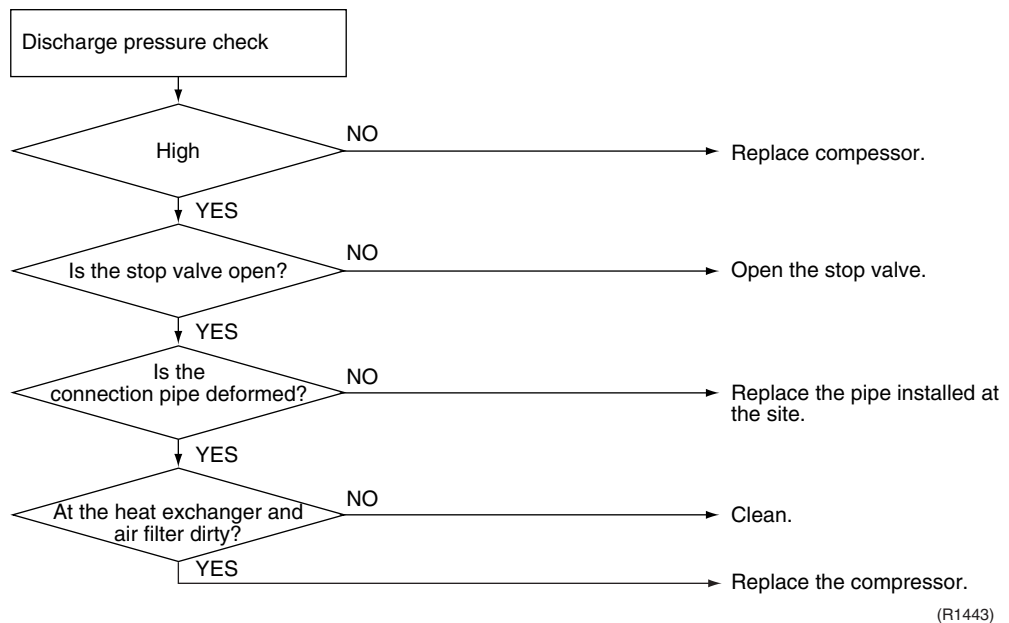 Discharge pressure check
High
NO
Replace compessor.
YES
Is the stop valve open?
NO
Open the stop valve.
YES
Is the
connection pipe deformed?
NO
Replace the pipe installed at
the site.
YES
At the heat exchanger and
air filter dirty?
NO
Clean.
YES
Replace the compressor.
(R1443)